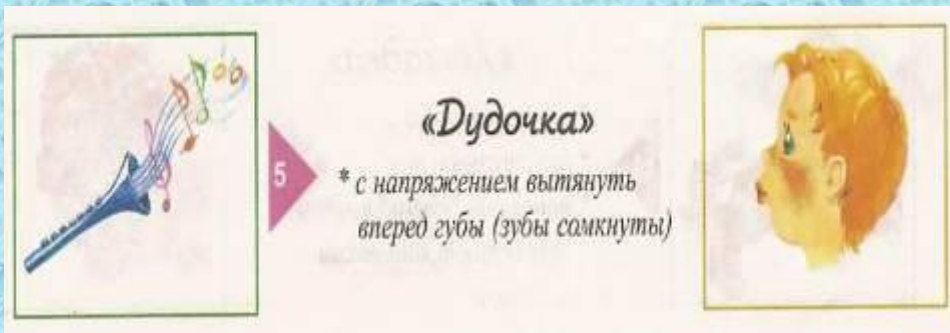 «Дудочка»
5
* с напряжением вытянуть
вперед губы (зубы сомкнуты)